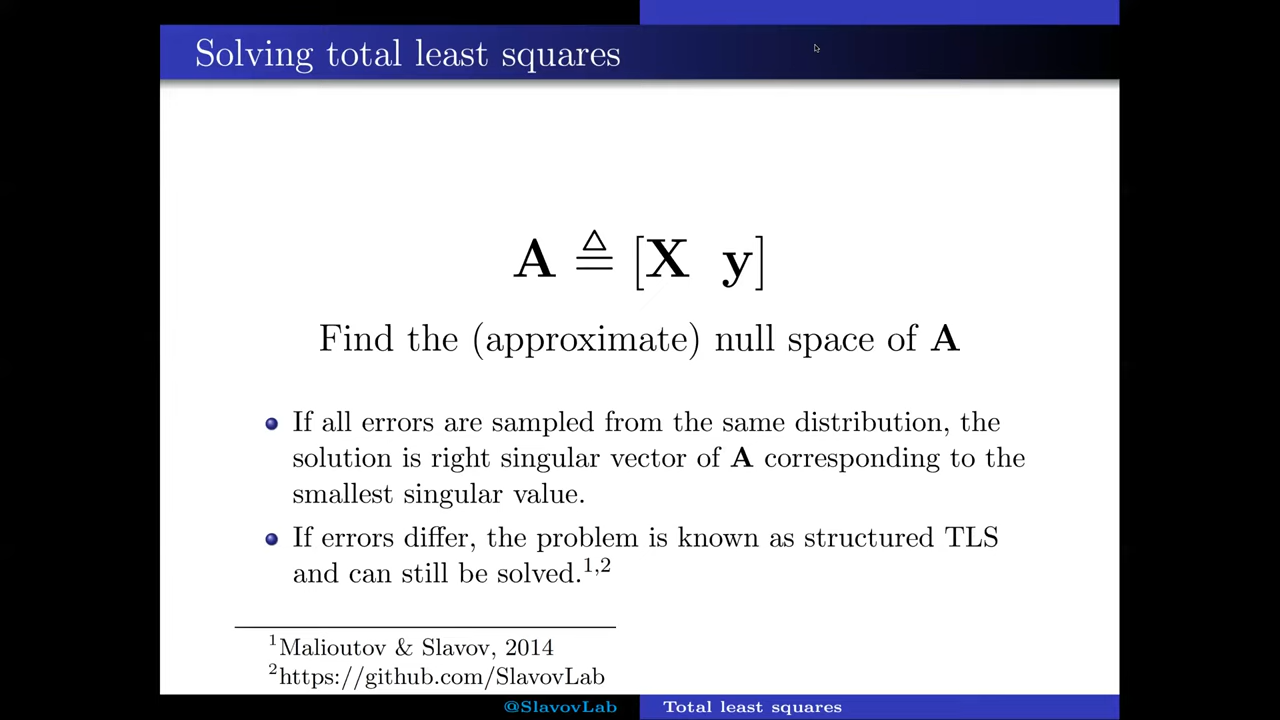 Solving total least squares
A ≜ [X y]
Find the (approximate) null space of A
If all errors are sampled from the same distribution, the
solution is right singular vector of A corresponding to the
smallest singular value.
If errors differ, the problem is known as structured TLS
and can still be solved.1,2
1Malioutov & Slavov, 2014
2https://github.com/SlavovLab
@SlavovLab
Total least squares